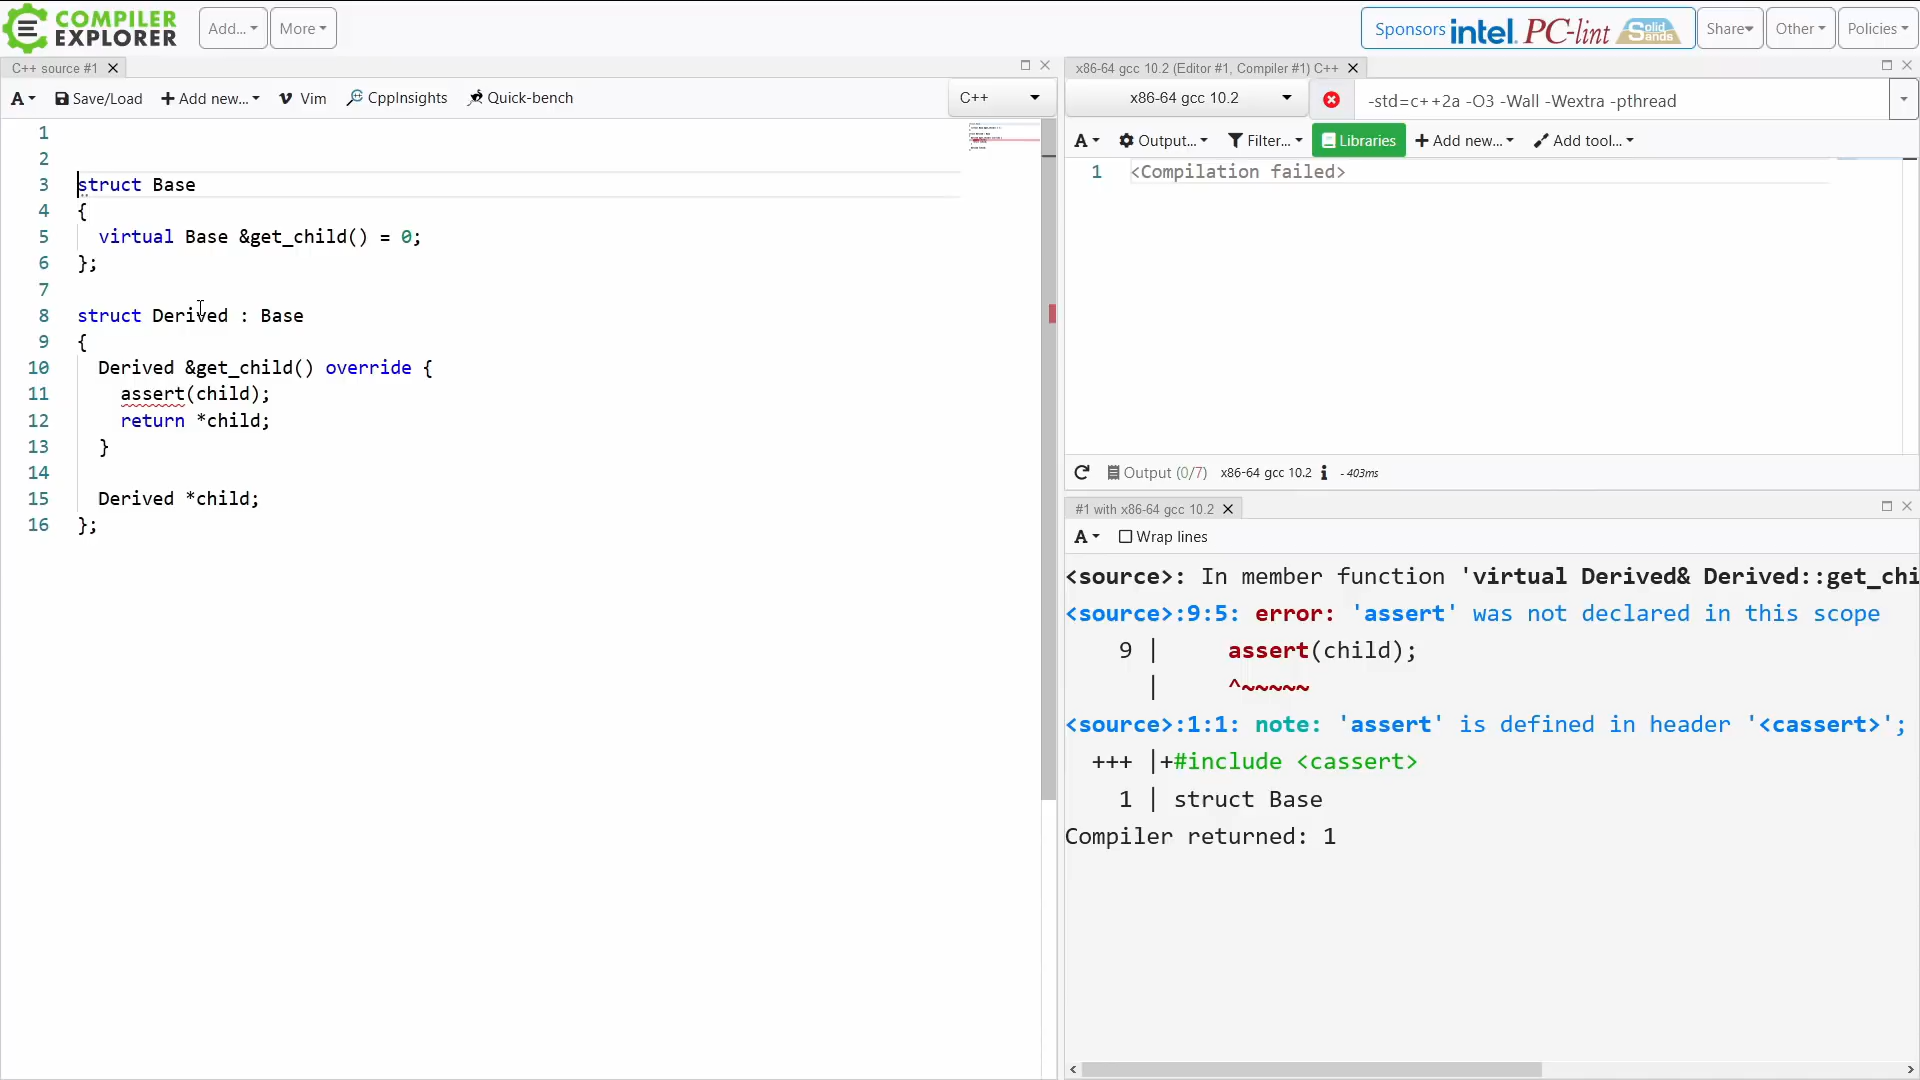 COMPILER EXPLORER
Add...
More
Sponsors intel. PC-lint Solid Sands
Share
Other
Policies
C++ source #1
A
Save/Load
Add new...
Vim
CppInsights
Quick-bench
C++
1
2
3 struct Base
4 {
5   virtual Base &get_child() = 0;
6 };
7
8 struct Derived : Base
9 {
10   Derived &get_child() override {
11     assert(child);
12     return *child;
13   }
14
15   Derived *child;
16 };
x86-64 gcc 10.2 (Editor #1, Compiler #1) C++
x86-64 gcc 10.2
-std=c++2a -O3 -Wall -Wextra -pthread
A
Output...
Filter...
Libraries
Add new...
Add tool...
1 <Compilation failed>
Output (0/7) x86-64 gcc 10.2 i - 403ms
#1 with x86-64 gcc 10.2
A
Wrap lines
<source>: In member function 'virtual Derived& Derived::get_chi
<source>:9:5: error: 'assert' was not declared in this scope
9 |     assert(child);
|     ^~~~~~
<source>:1:1: note: 'assert' is defined in header '<cassert>';
+++ |+#include <cassert>
1 | struct Base
Compiler returned: 1